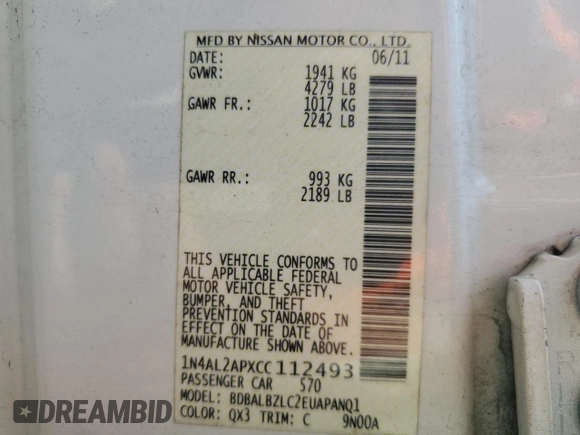 MFD BY NISSAN MOTOR CO., LTD.
DATE: 06/11
GVWR: 1941 KG
4279 LB
GAWR FR.: 1017 KG
2242 LB
GAWR RR.: 993 KG
2189 LB
THIS VEHICLE CONFORMS TO
ALL APPLICABLE FEDERAL
MOTOR VEHICLE SAFETY,
BUMPER, AND THEFT
PREVENTION STANDARDS IN
EFFECT ON THE DATE OF
MANUFACTURE SHOWN ABOVE.
1N4AL2APXCC112493
PASSENGER CAR 570
MODEL: BDBALBZLC2EUAPANQ1
COLOR: QX3 TRIM: C 9N00A
DIDTHEYCRASHIT.COM